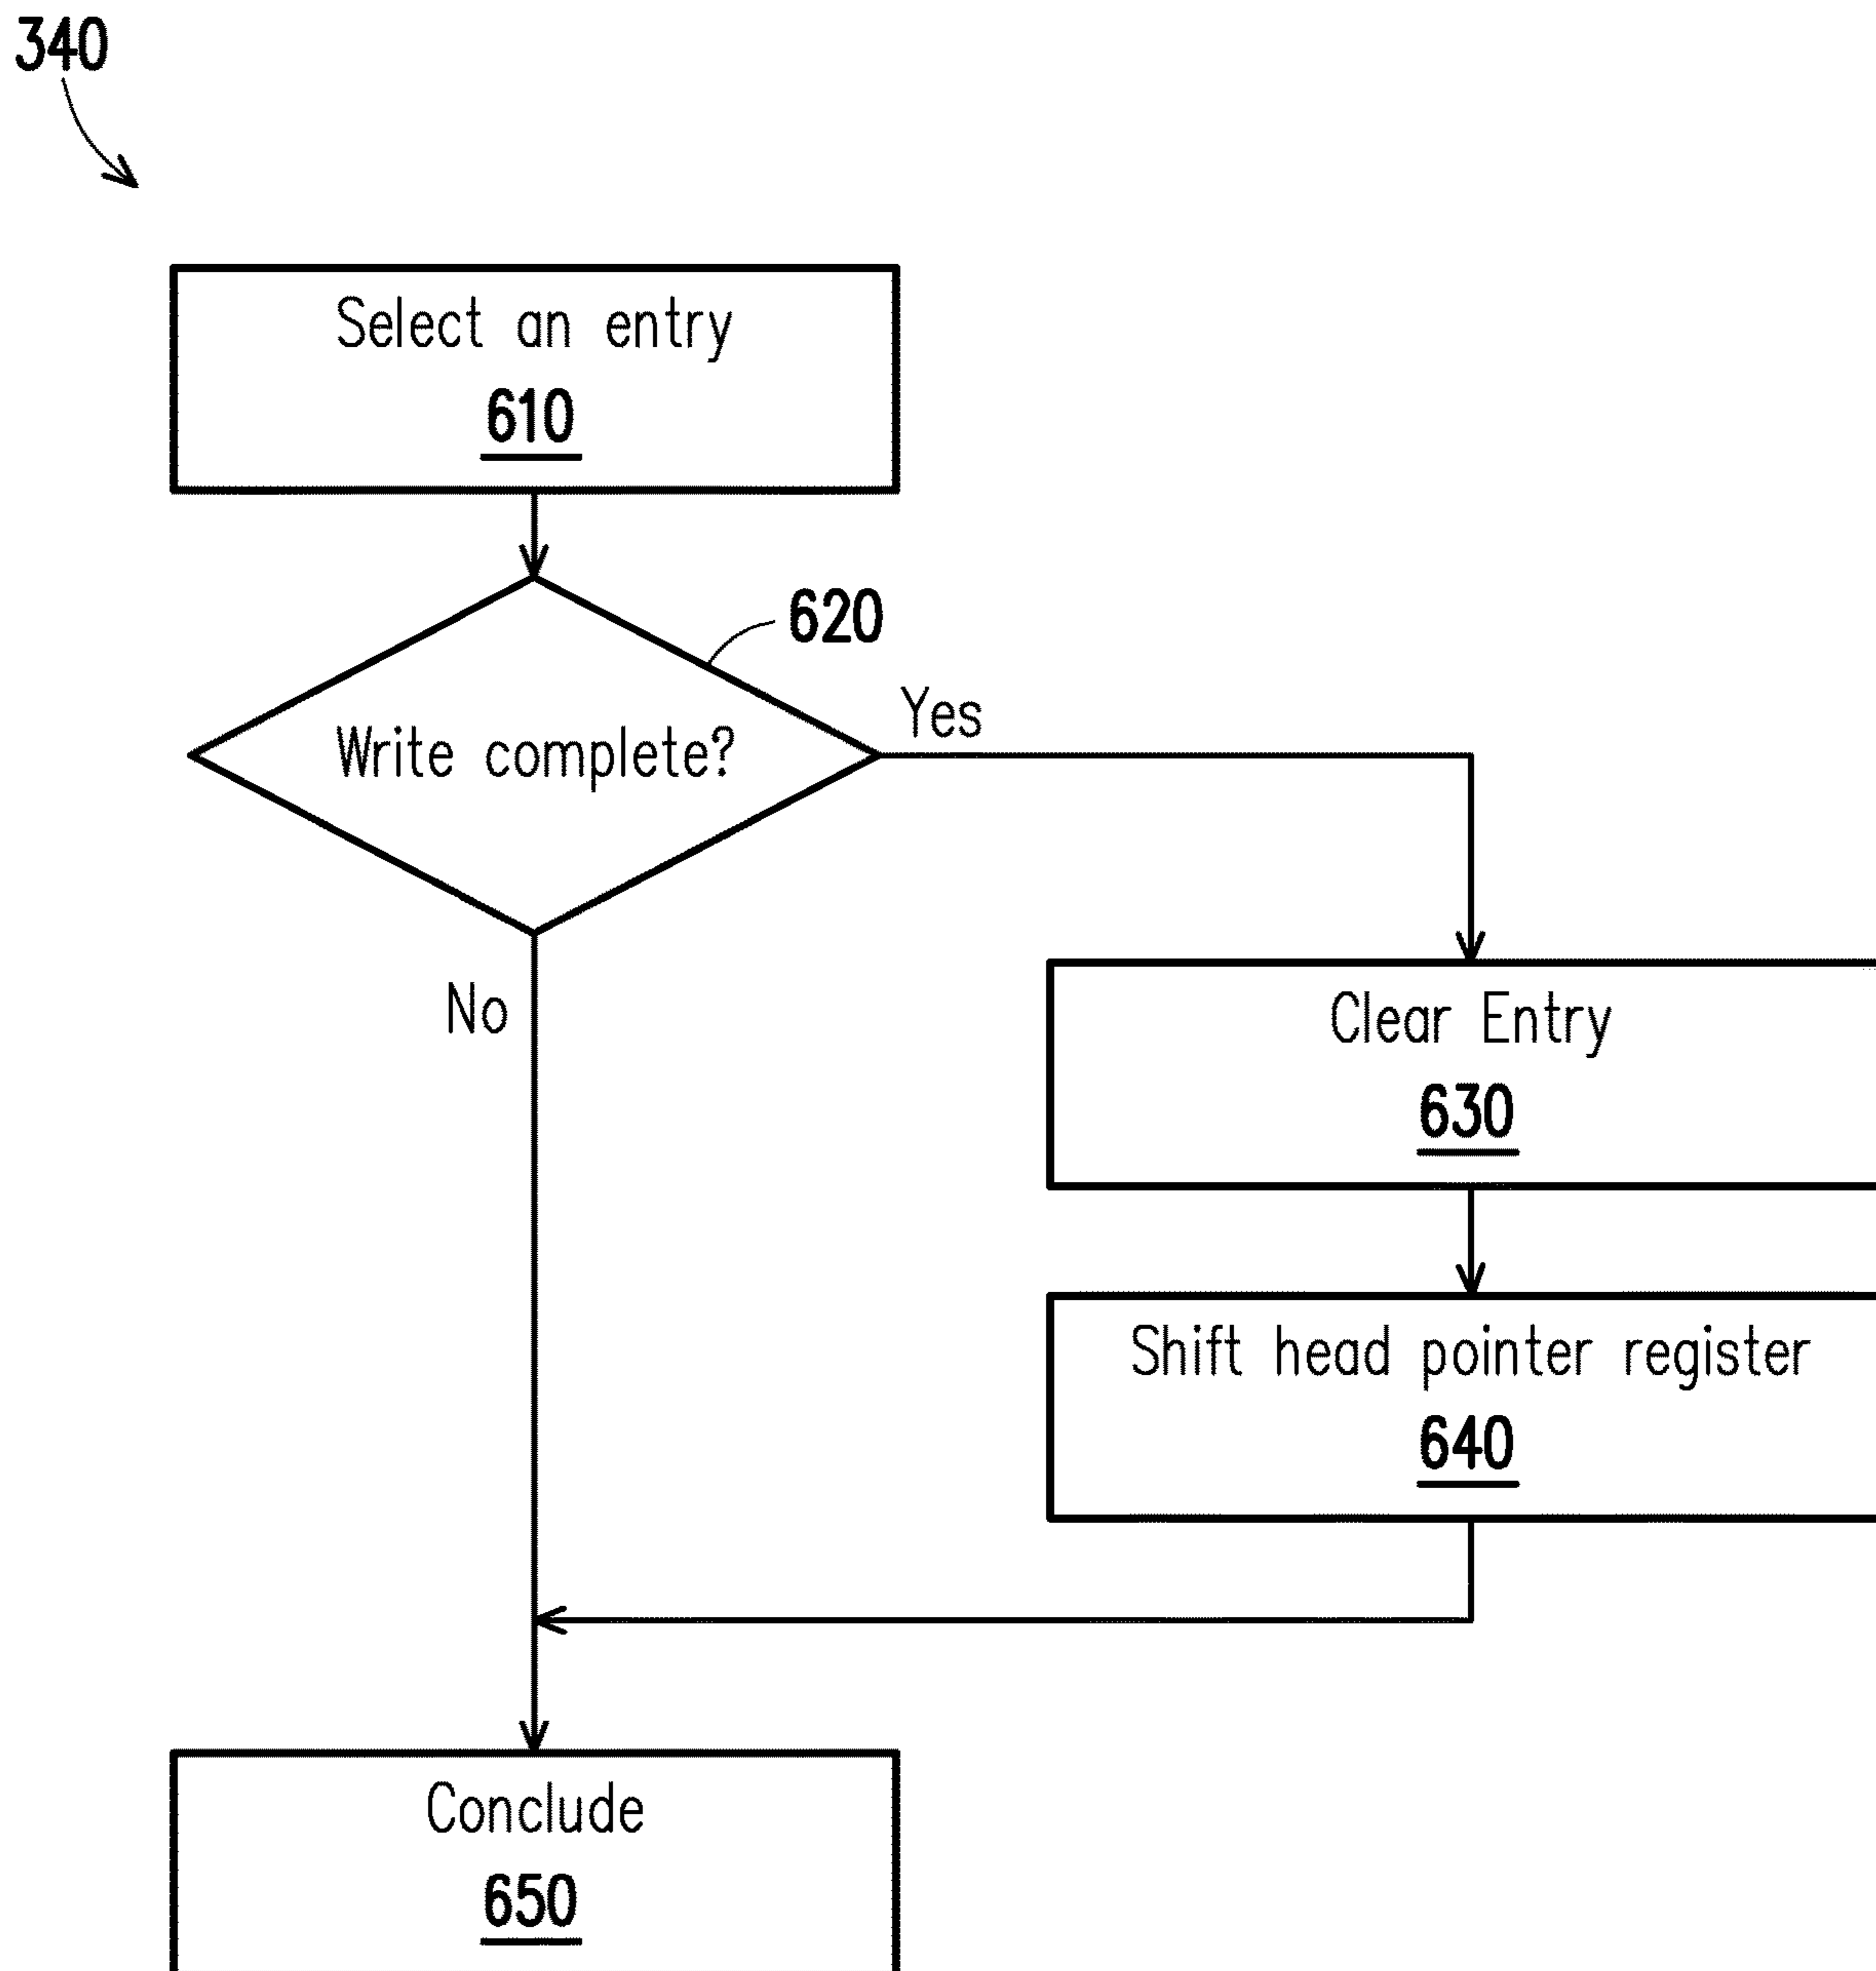 340
Select an entry
610
620
Write complete?
Yes
No
Clear Entry
630
Shift head pointer register
640
Conclude
650